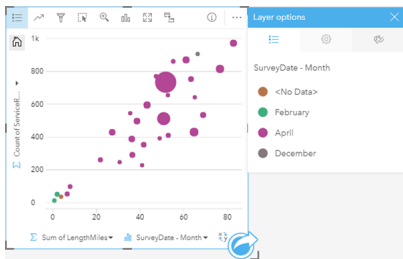 Layer options
1k
800
600
400
200
0
0
20
40
60
80
Count of ServiceR...
Sum of LengthMiles
SurveyDate - Month
SurveyDate - Month
<No Data>
February
April
December